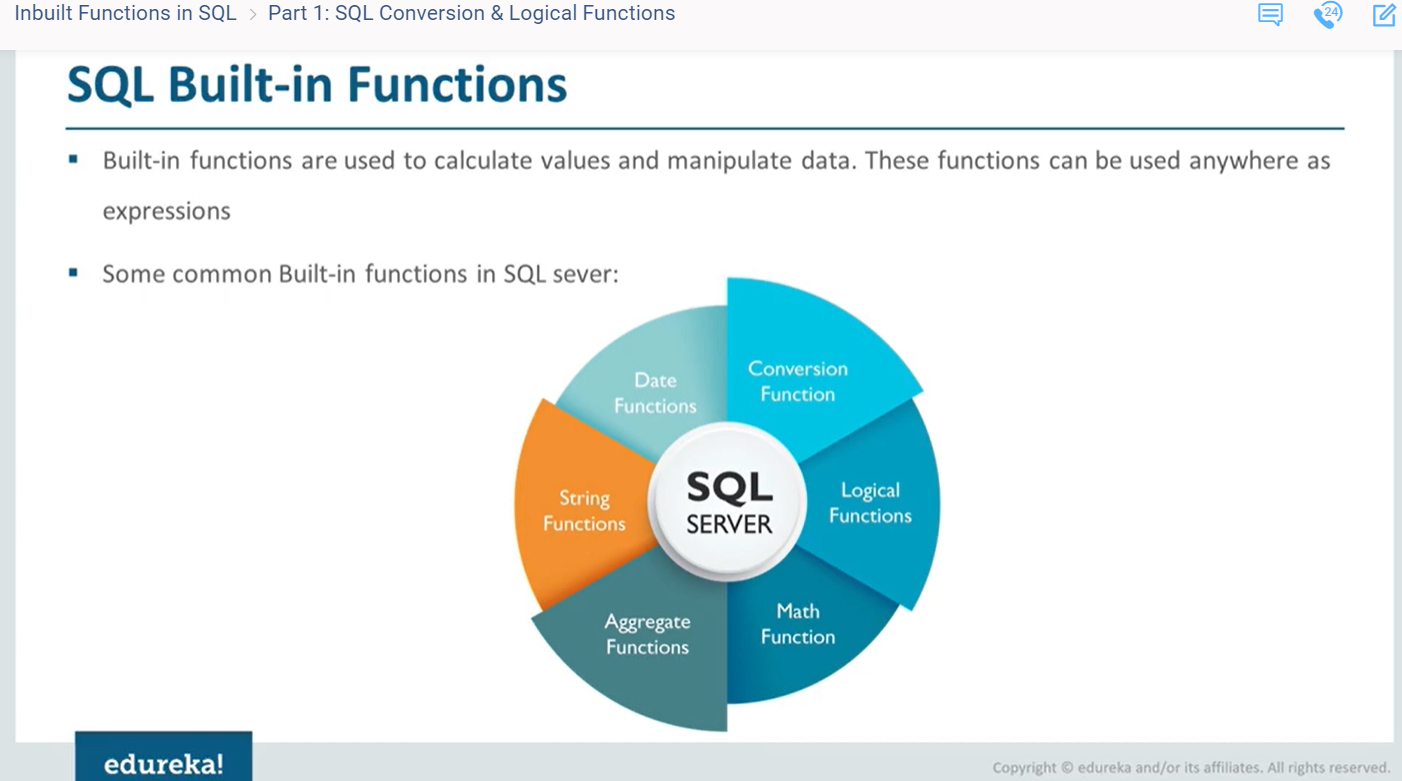 Inbuilt Functions in SQL > Part 1: SQL Conversion & Logical Functions
24
SQL Built-in Functions
▪ Built-in functions are used to calculate values and manipulate data. These functions can be used anywhere as
expressions
▪ Some common Built-in functions in SQL sever:
Date
Functions
Conversion
Function
String
Functions
SQL
SERVER
Logical
Functions
Aggregate
Functions
Math
Function
edureka!
Copyright © edureka and/or its affiliates. All rights reserved.